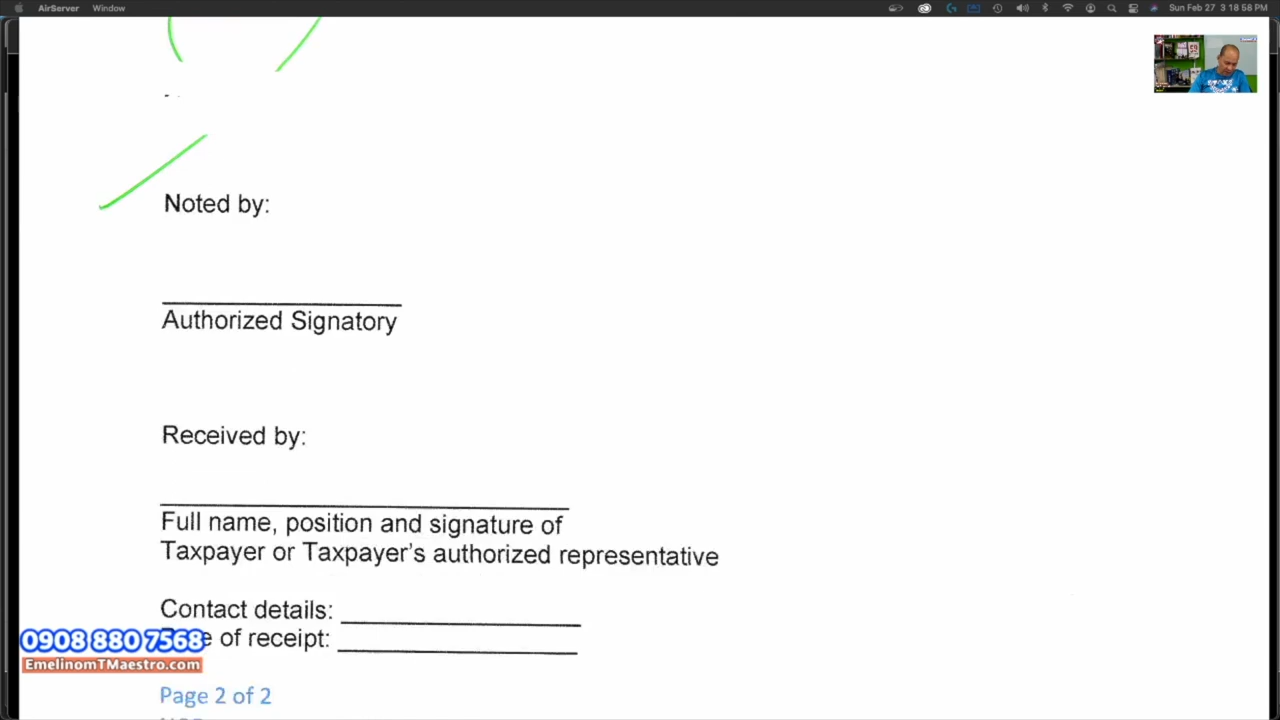 AirServer Window Sun Feb 27 3 18 58 PM
Noted by:
Authorized Signatory
Received by:
Full name, position and signature of
Taxpayer or Taxpayer's authorized representative
Contact details:
of receipt:
0908 880 7568
EmelinomTMaestro.com
Page 2 of 2